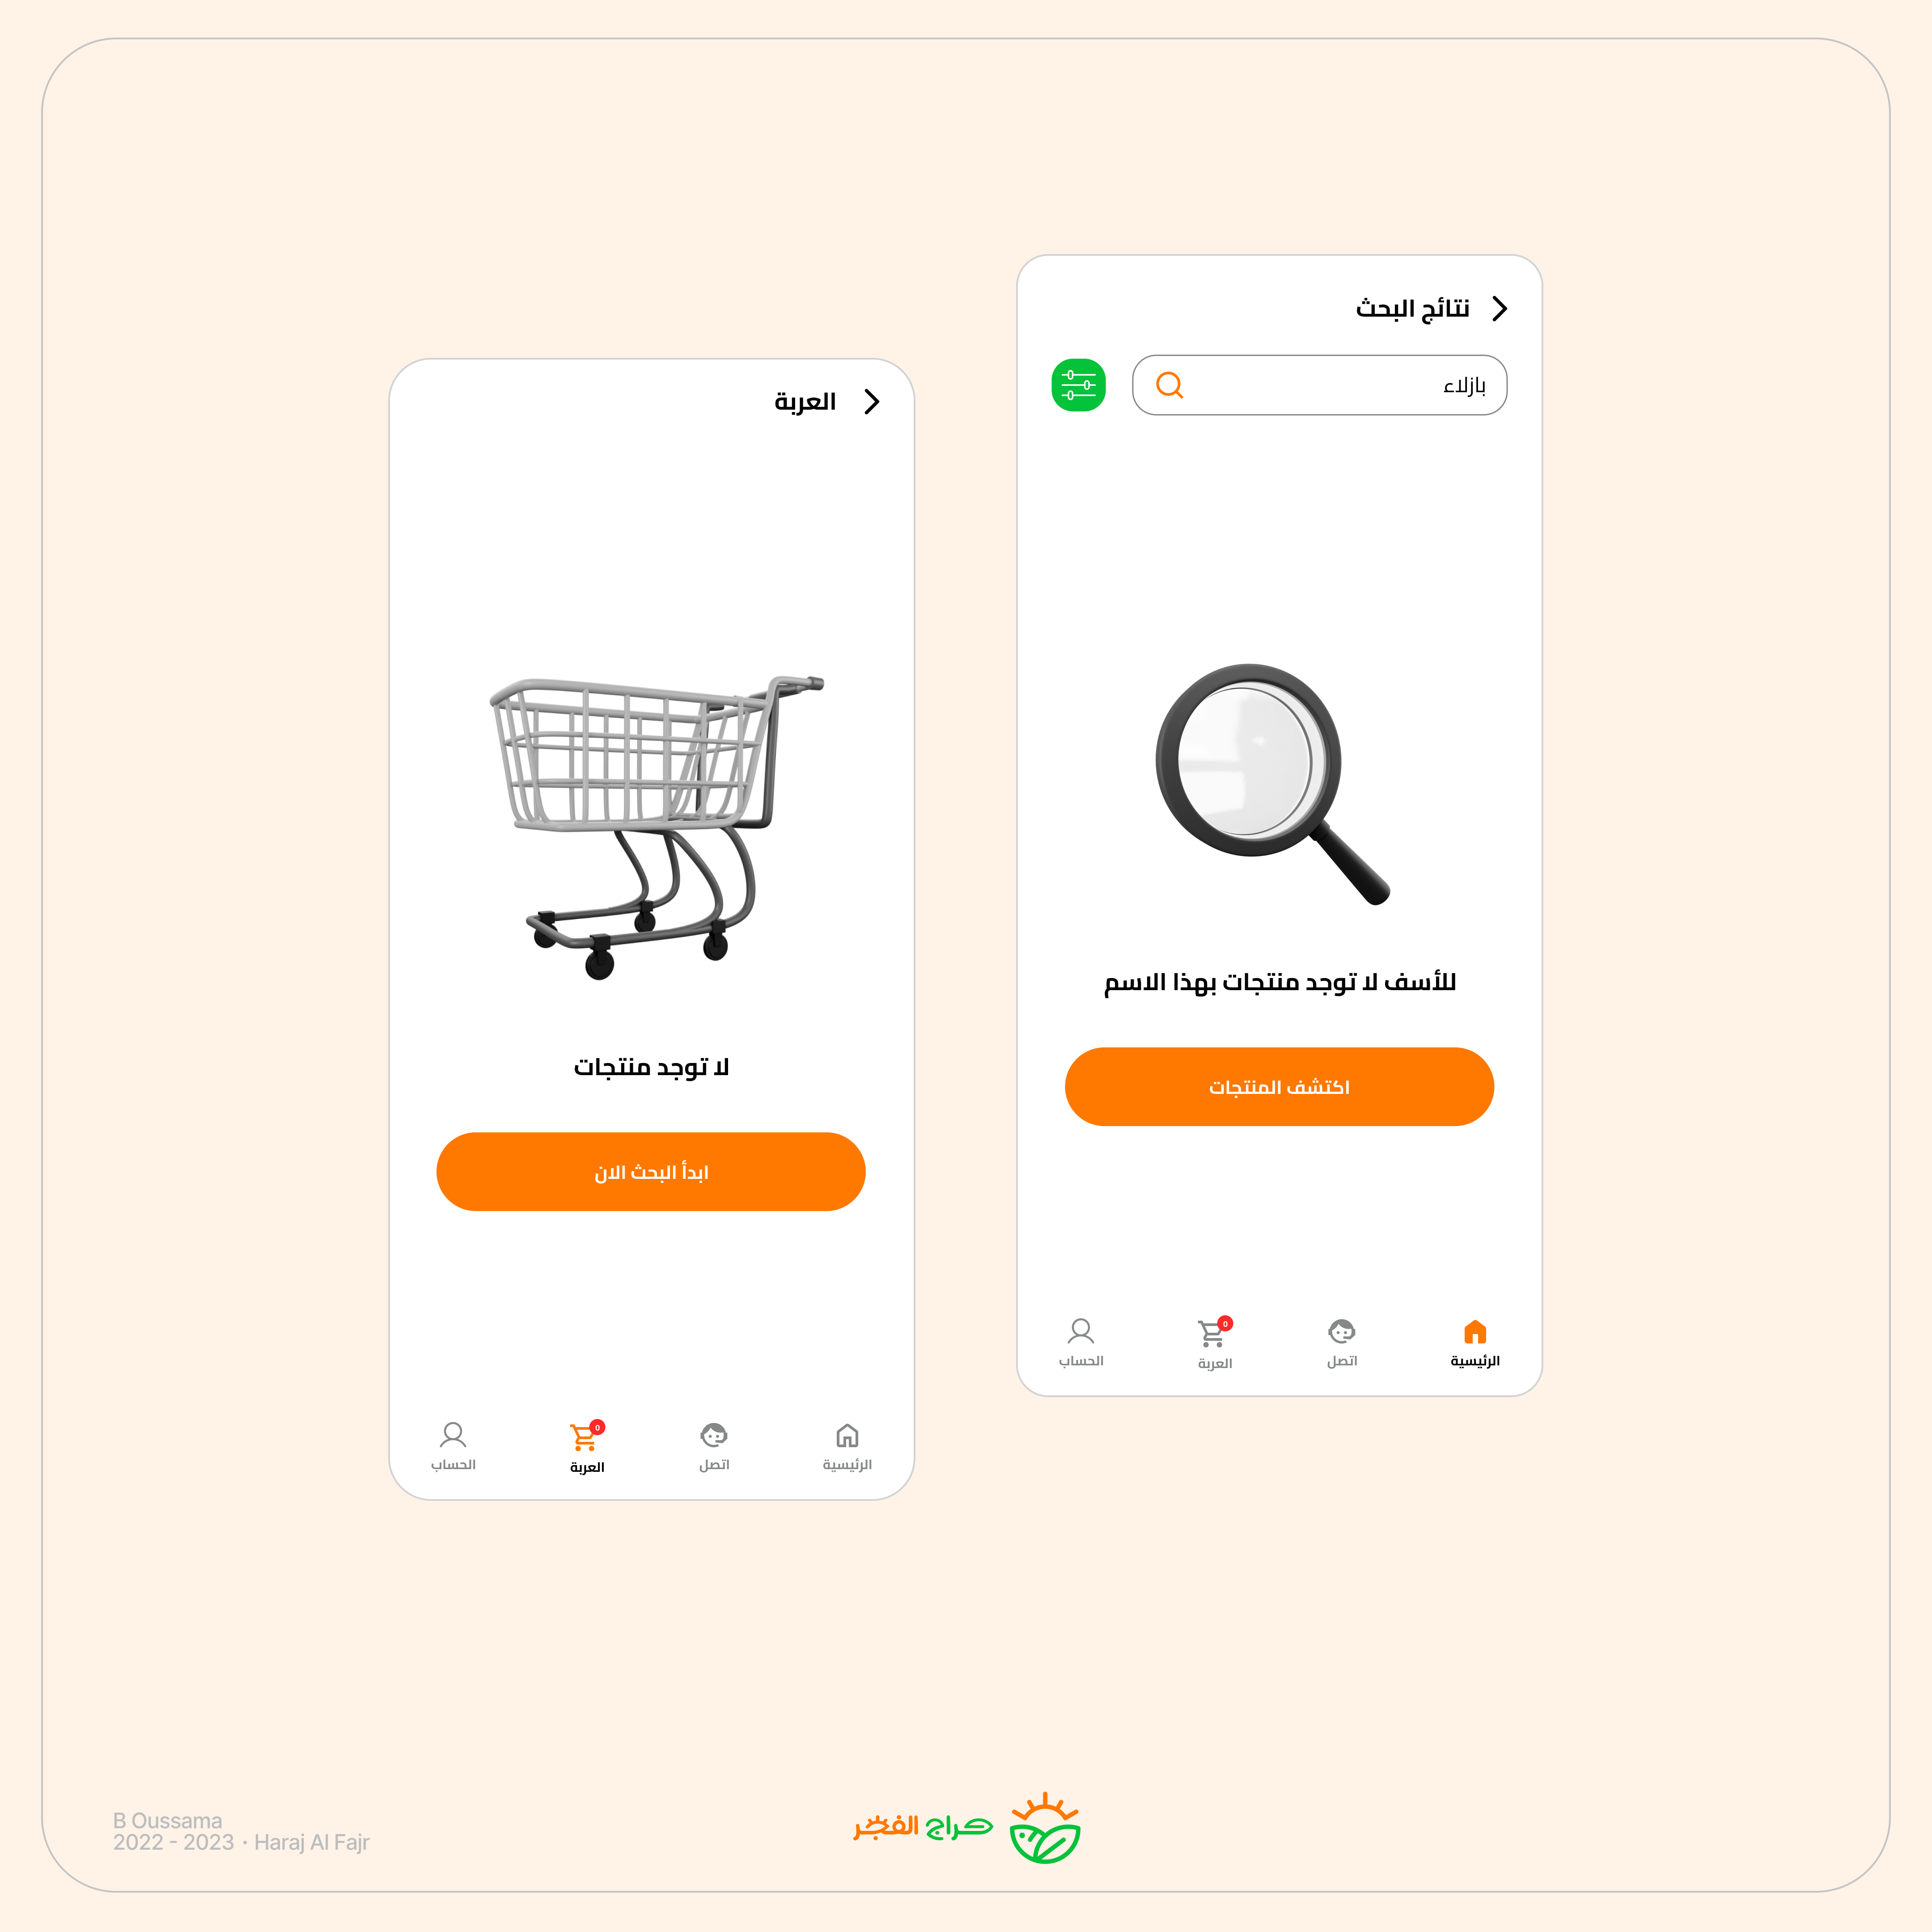 نتائج البحث
بازلاء
للأسف لا توجد منتجات بهذا الاسم
اكتشف المنتجات
الرئيسية
اتصل
0
العربة
الحساب
العربة
لا توجد منتجات
ابدأ البحث الان
الرئيسية
اتصل
0
العربة
الحساب
كراج الفجر
B Oussama
2022 - 2023 · Haraj Al Fajr